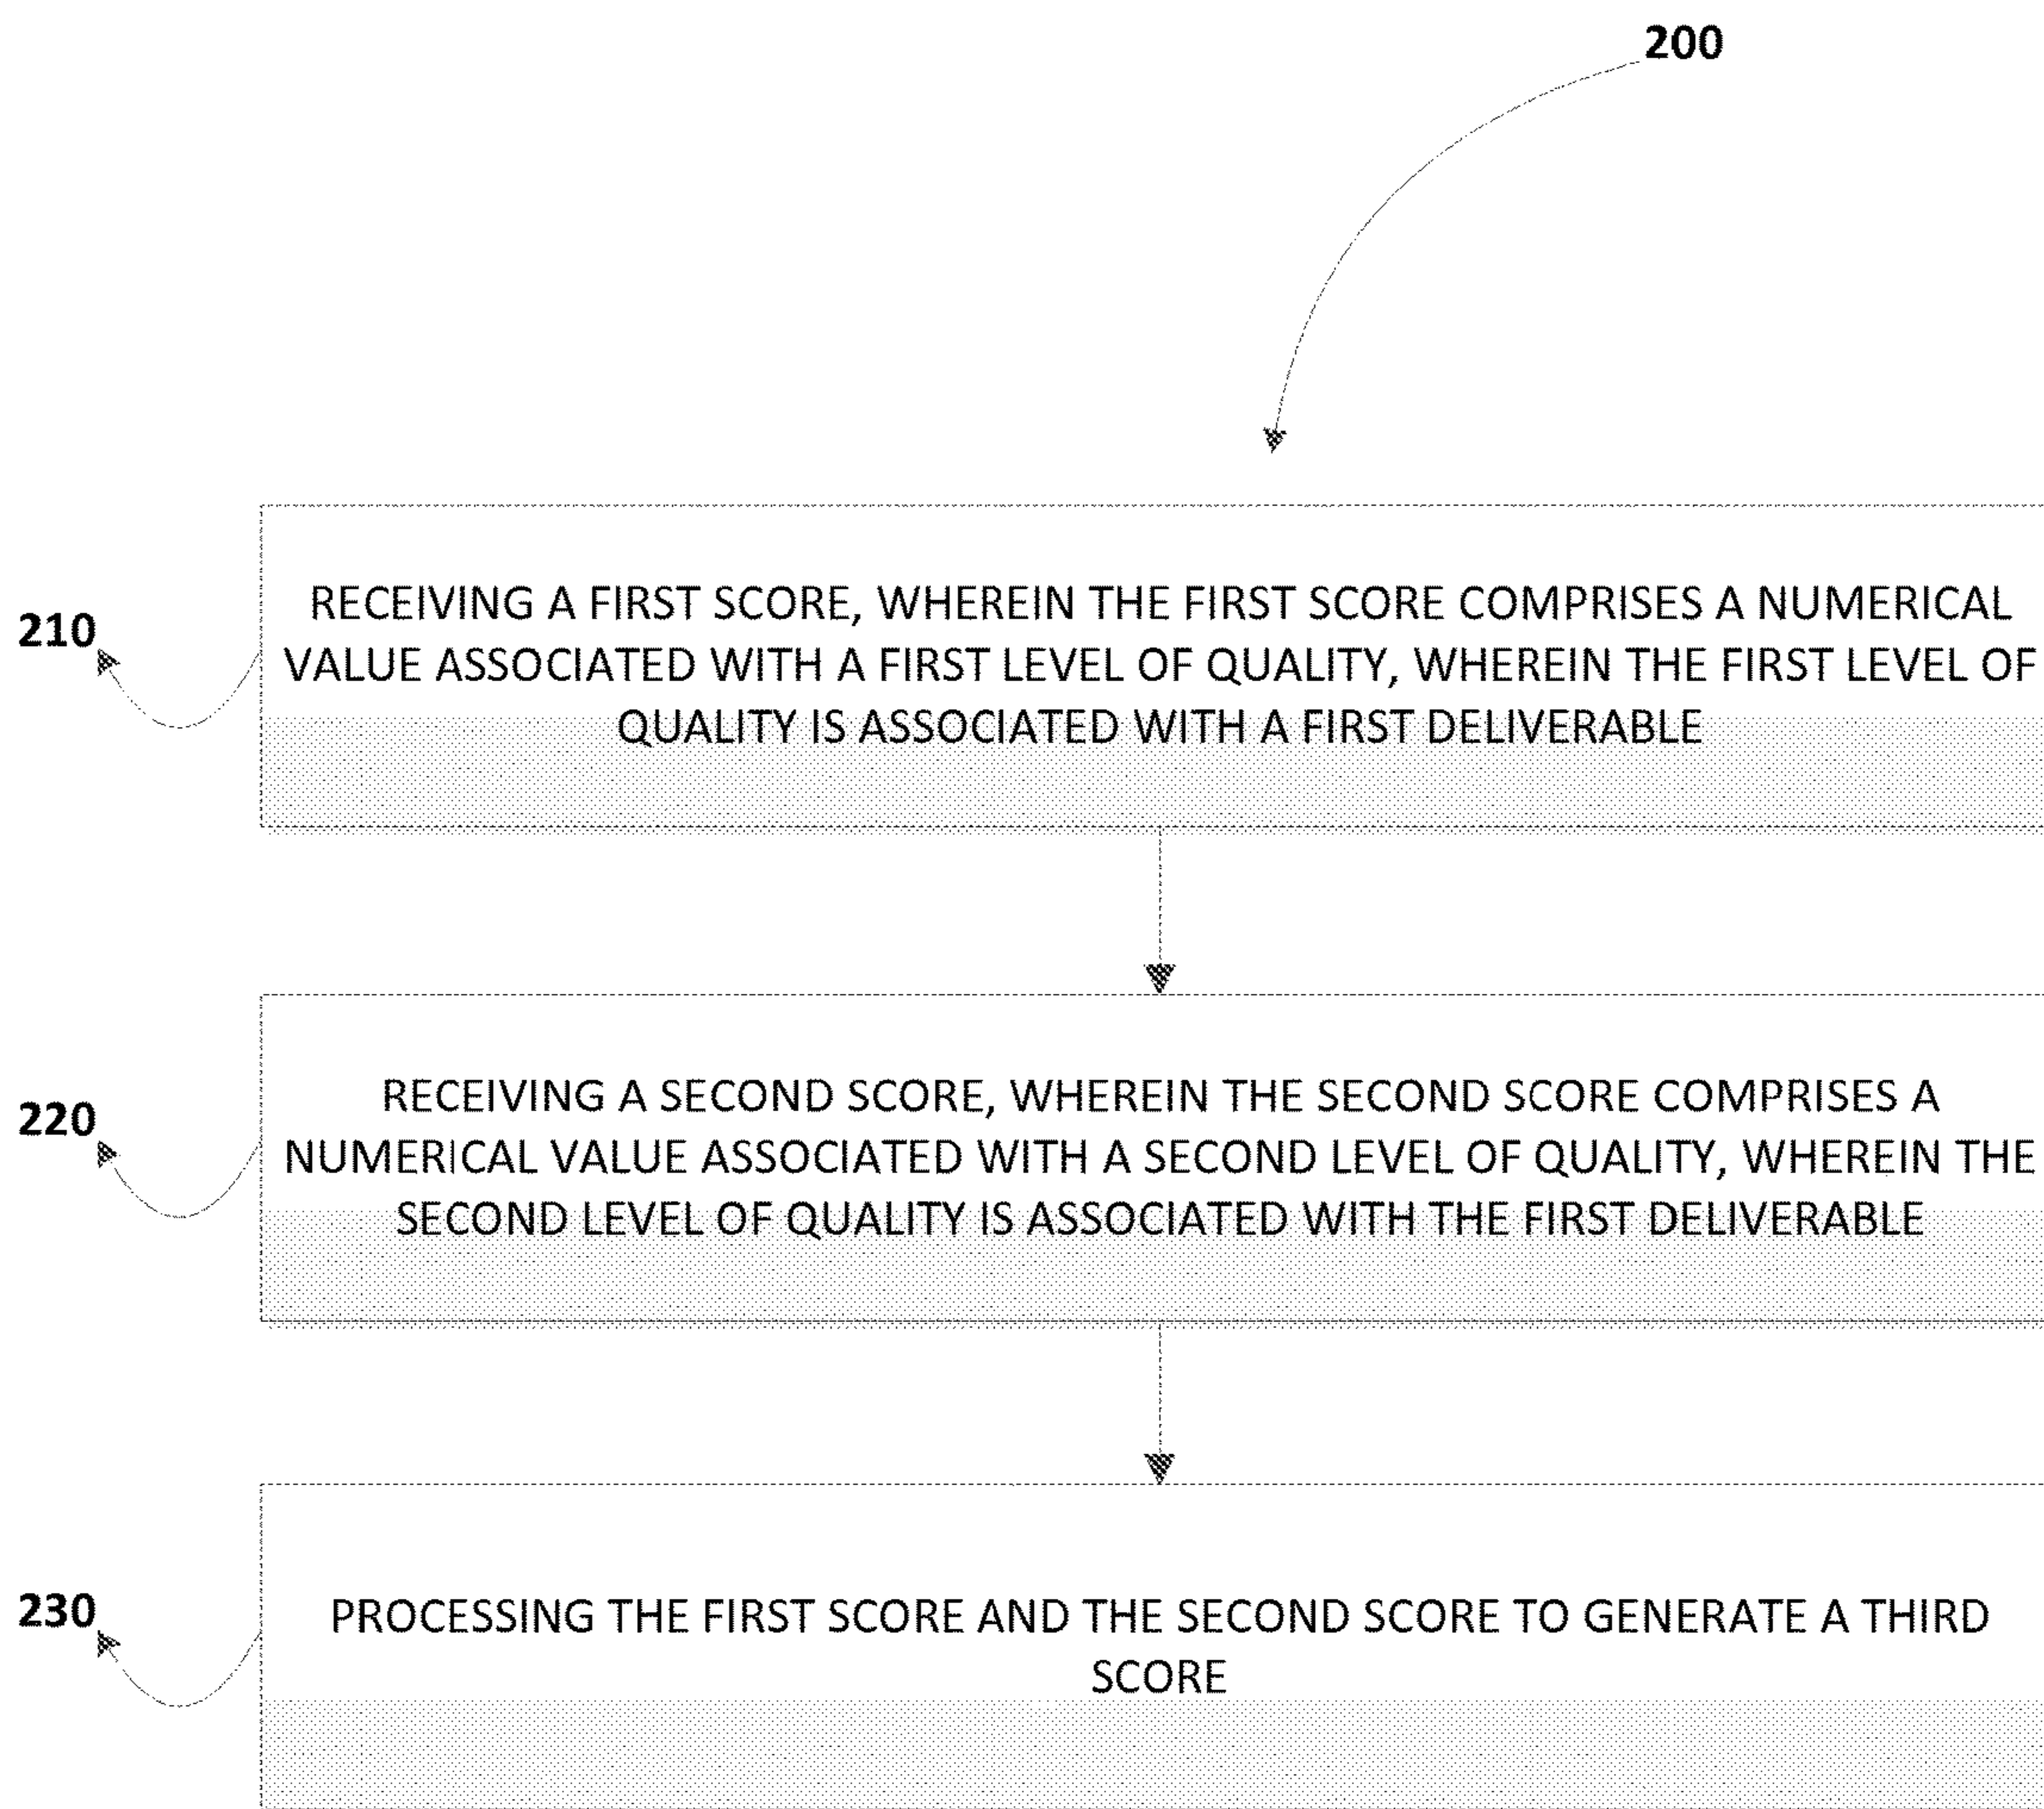 200
210
RECEIVING A FIRST SCORE, WHEREIN THE FIRST SCORE COMPRISES A NUMERICAL
VALUE ASSOCIATED WITH A FIRST LEVEL OF QUALITY, WHEREIN THE FIRST LEVEL OF
QUALITY IS ASSOCIATED WITH A FIRST DELIVERABLE
220
RECEIVING A SECOND SCORE, WHEREIN THE SECOND SCORE COMPRISES A
NUMERICAL VALUE ASSOCIATED WITH A SECOND LEVEL OF QUALITY, WHEREIN THE
SECOND LEVEL OF QUALITY IS ASSOCIATED WITH THE FIRST DELIVERABLE
230
PROCESSING THE FIRST SCORE AND THE SECOND SCORE TO GENERATE A THIRD
SCORE